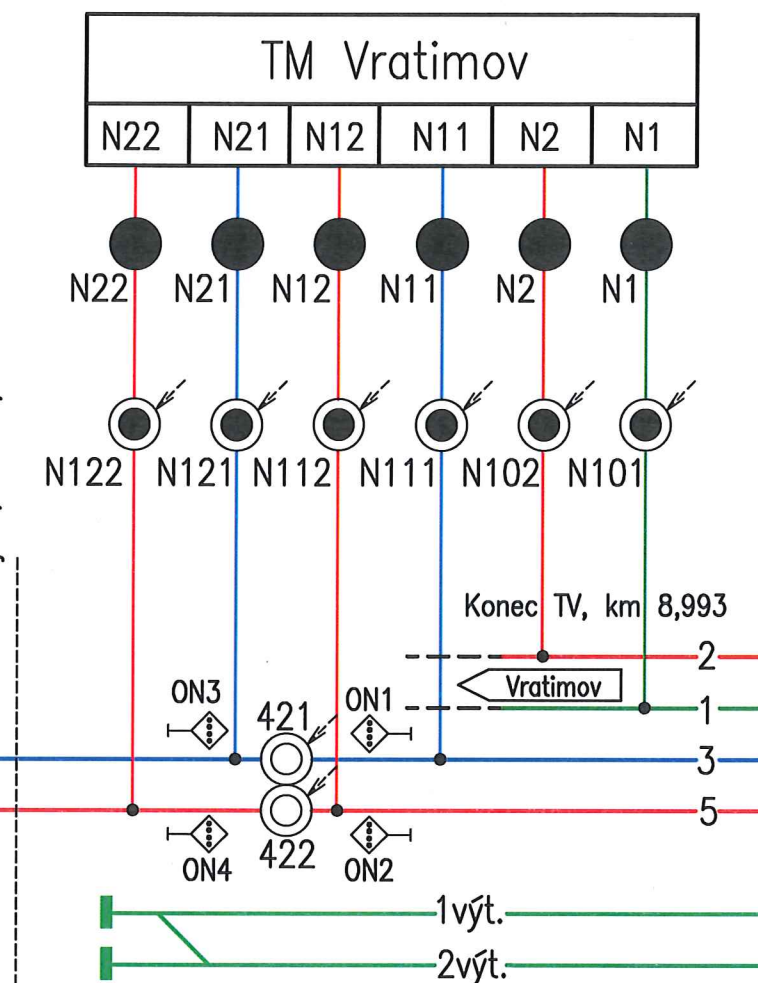 TM Vratimov
N22 N21 N12 N11 N2 N1
N22 N21 N12 N11 N2 N1
N122 N121 N112 N111 N102 N101
Konec TV, km 8,993
2
Vratimov
1
ON3 421 ON1
3
5
ON4 422 ON2
1výt.
2výt.